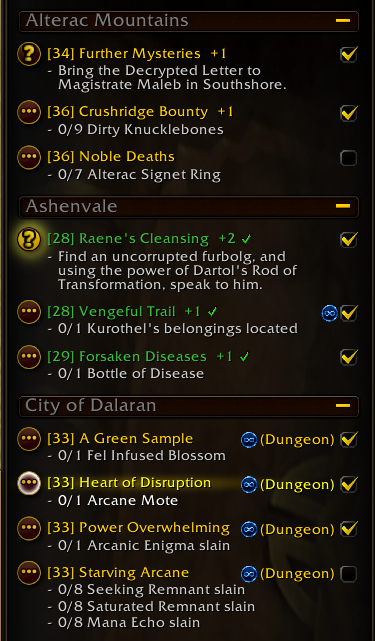 Alterac Mountains
[34] Further Mysteries +1
- Bring the Decrypted Letter to
Magistrate Maleb in Southshore.
[36] Crushridge Bounty +1
- 0/9 Dirty Knucklebones
[36] Noble Deaths
- 0/7 Alterac Signet Ring
Ashenvale
[28] Raene's Cleansing +2
- Find an uncorrupted furbolg, and
using the power of Dartol's Rod of
Transformation, speak to him.
[28] Vengeful Trail +1
- 0/1 Kurothel's belongings located
[29] Forsaken Diseases +1
- 0/1 Bottle of Disease
City of Dalaran
[33] A Green Sample (Dungeon)
- 0/1 Fel Infused Blossom
[33] Heart of Disruption (Dungeon)
- 0/1 Arcane Mote
[33] Power Overwhelming (Dungeon)
- 0/1 Arcanic Enigma slain
[33] Starving Arcane (Dungeon)
- 0/8 Seeking Remnant slain
- 0/8 Saturated Remnant slain
- 0/8 Mana Echo slain